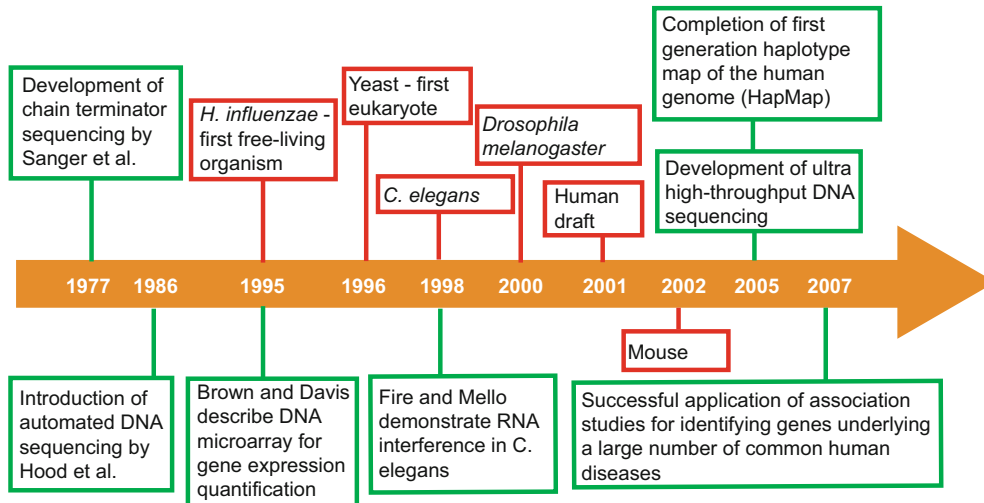 Development of
chain terminator
sequencing by
Sanger et al.
H. influenzae -
first free-living
organism
Yeast - first
eukaryote
C. elegans
Drosophila
melanogaster
Human
draft
Completion of first
generation haplotype
map of the human
genome (HapMap)
Development of ultra
high-throughput DNA
sequencing
1977 1986 1995 1996 1998 2000 2001 2002 2005 2007
Introduction of
automated DNA
sequencing by
Hood et al.
Brown and Davis
describe DNA
microarray for
gene expression
quantification
Fire and Mello
demonstrate RNA
interference in C.
elegans
Mouse
Successful application of association
studies for identifying genes underlying
a large number of common human
diseases